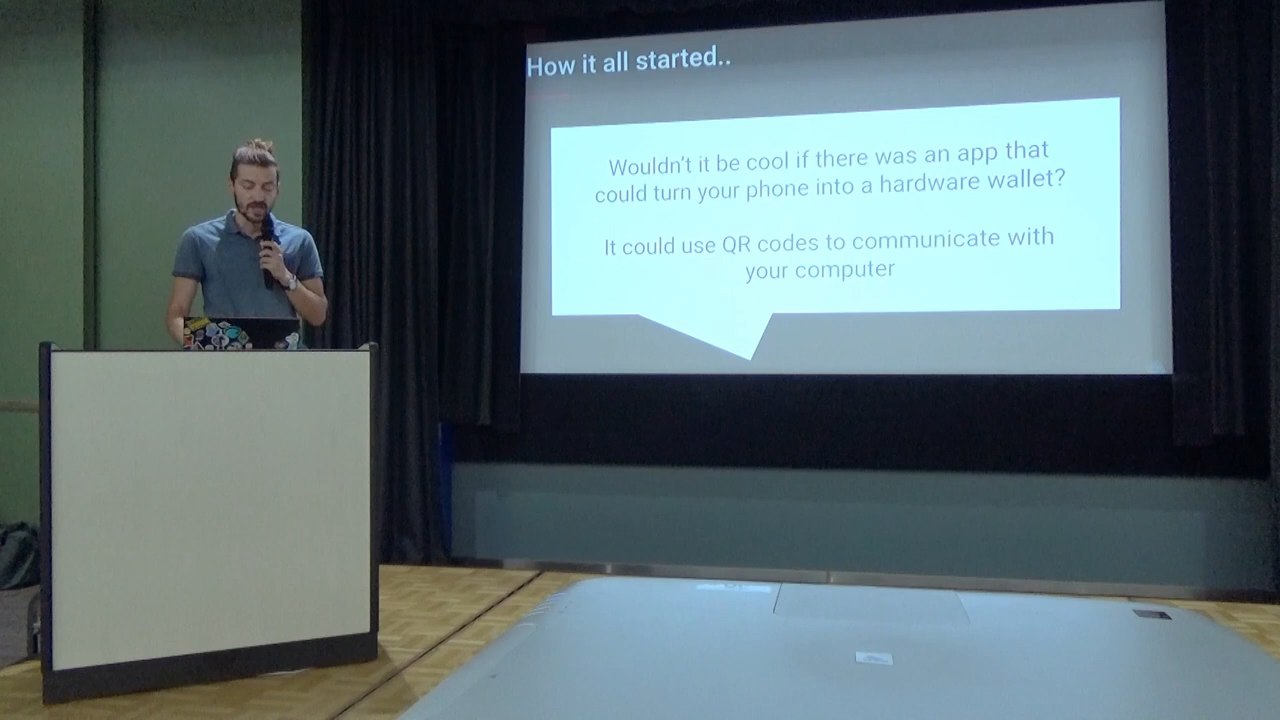 How it all started..
Wouldn't it be cool if there was an app that
could turn your phone into a hardware wallet?
It could use QR codes to communicate with
your computer